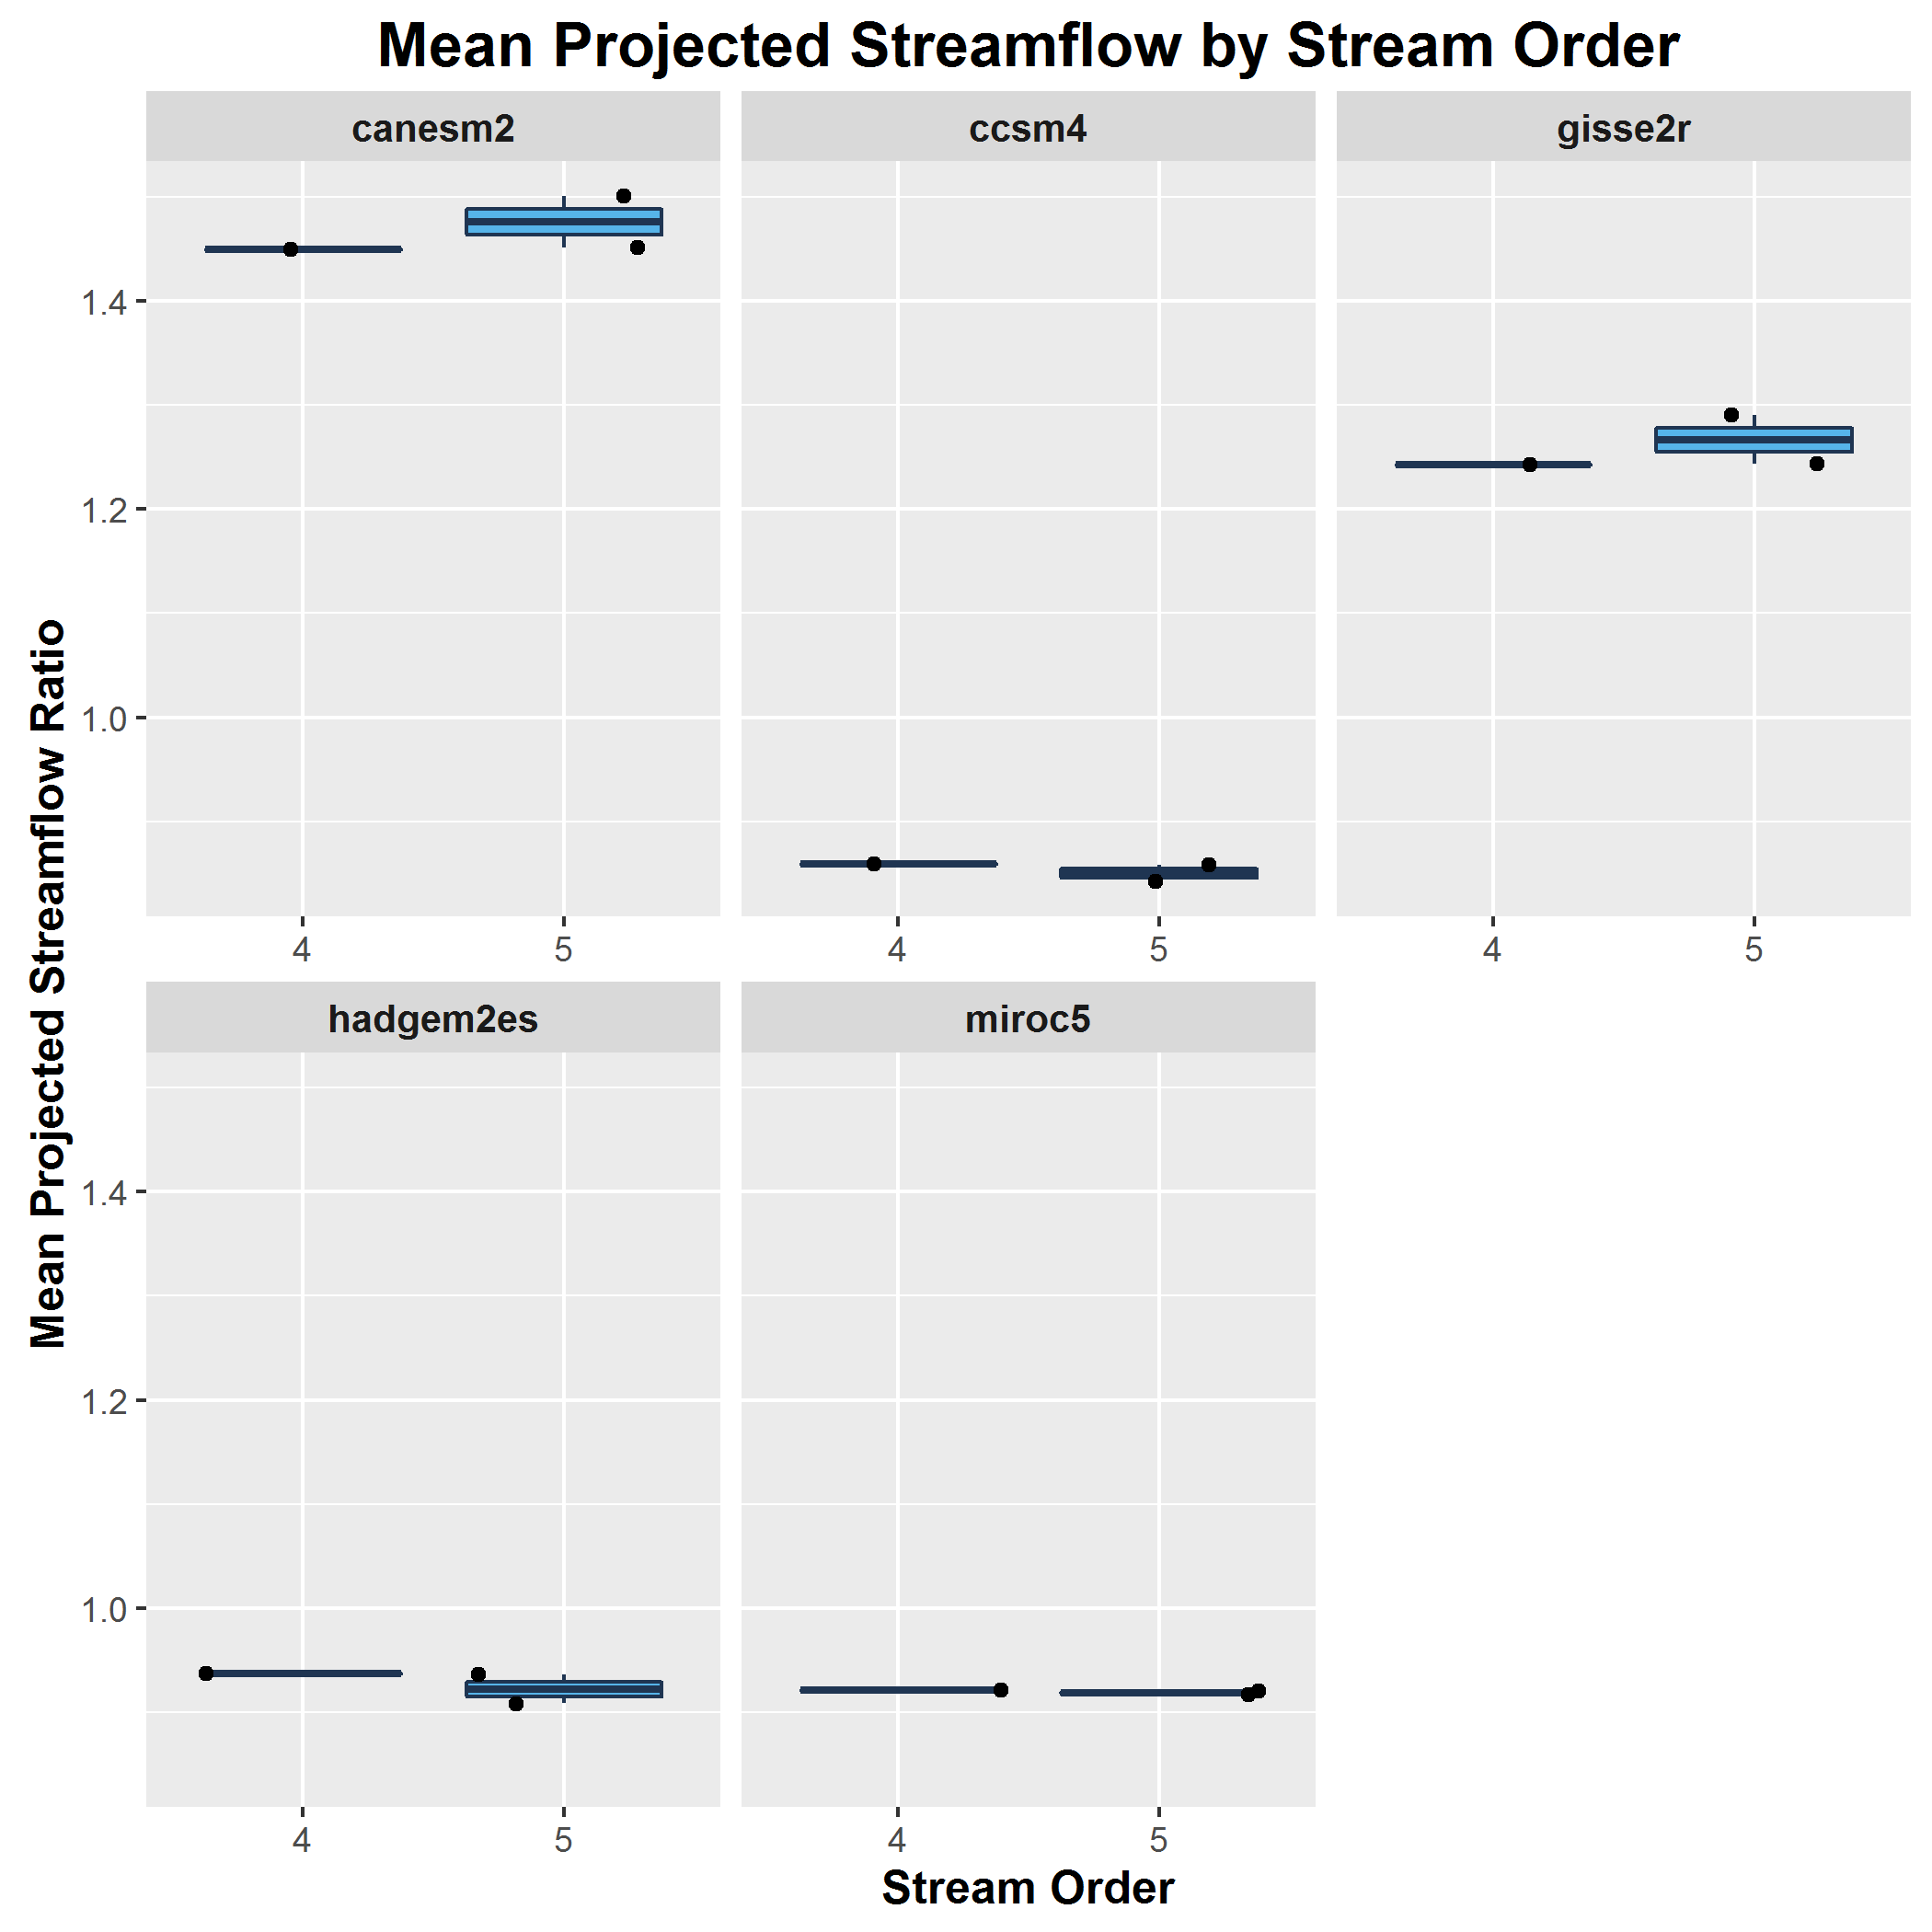 Mean Projected Streamflow by Stream Order
canesm2 ccsm4 gisse2r
1.4
1.2
1.0
4 5 4 5 4 5
Mean Projected Streamflow Ratio
hadgem2es miroc5
1.4
1.2
1.0
4 5 4 5
Stream Order